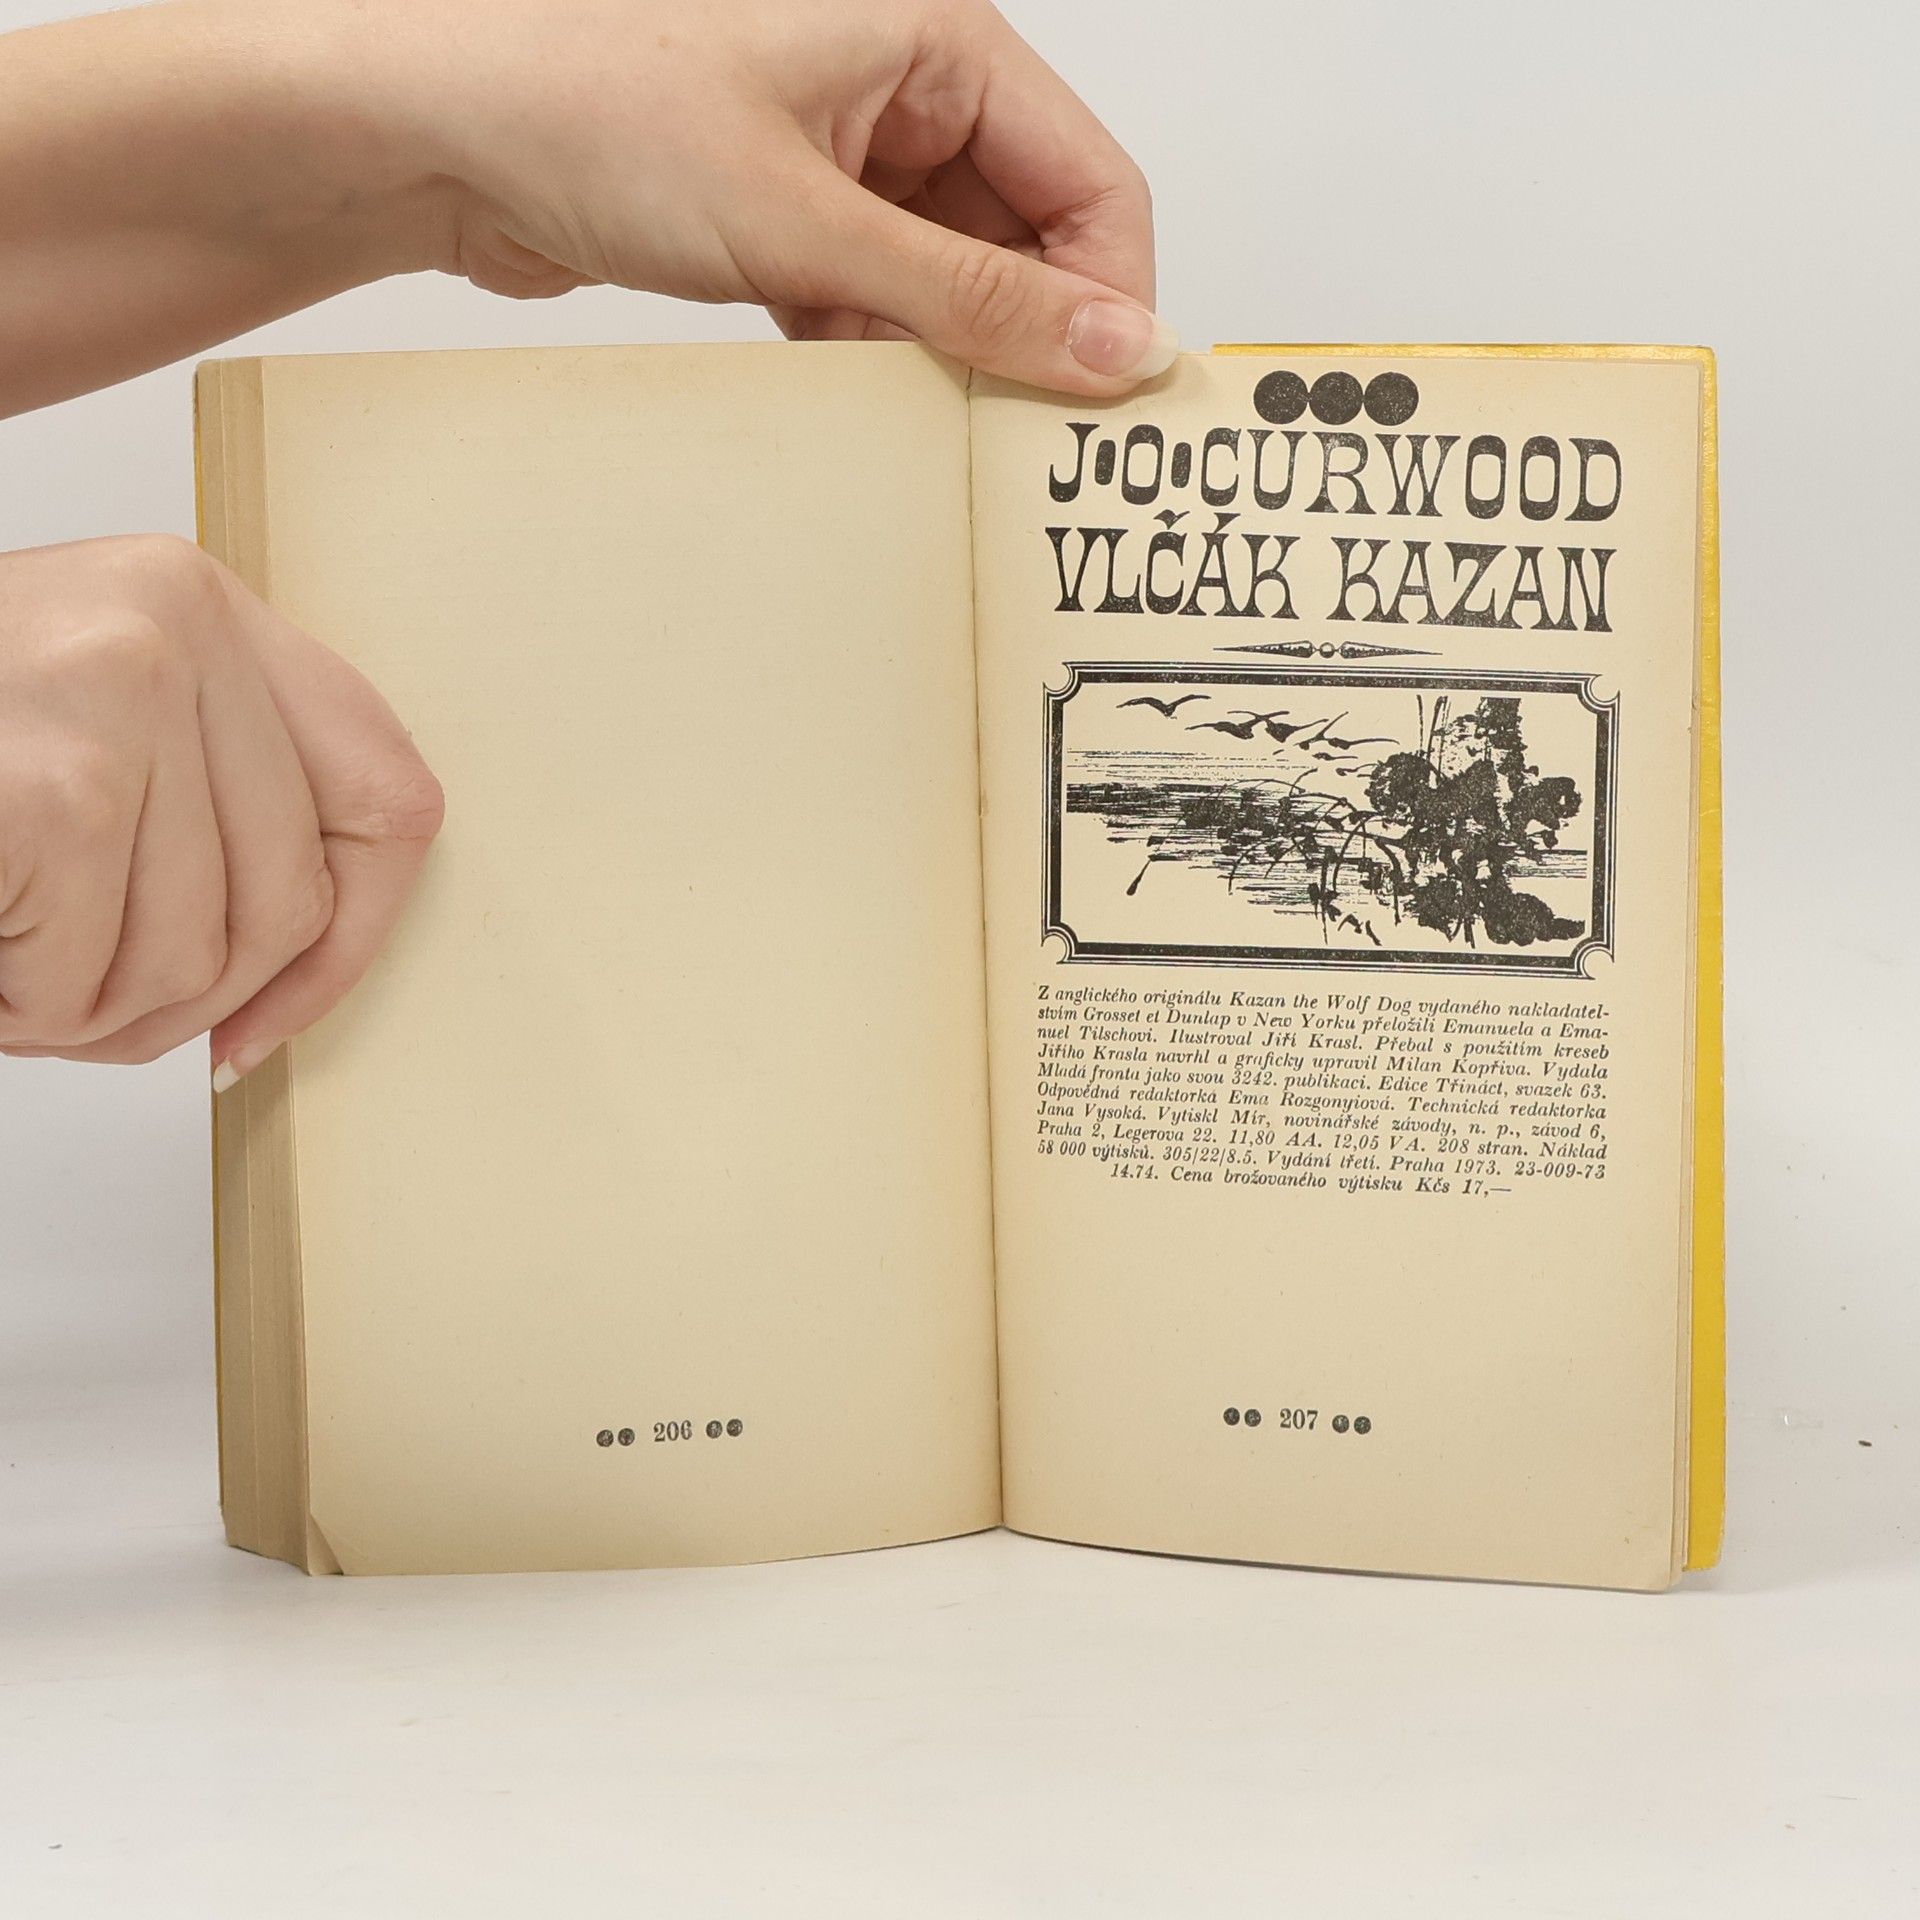 206
J·O·CURWOOD
VLČÁK KAZAN
Z anglického originálu Kazan the Wolf Dog vydaného nakladatel-
stvím Grosset et Dunlap v New Yorku přeložili Emanuela a Ema-
nuel Tilschovi. Ilustroval Jiří Krasl. Přebal s použitím kreseb
Jiřího Krasla navrhl a graficky upravil Milan Kopřiva. Vydala
Mladá fronta jako svou 3242. publikaci. Edice Třináct, svazek 63.
Odpovědná redaktorka Ema Rozgonyiová. Technická redaktorka
Jana Vysoká. Vytiskl Mír, novinářské závody, n. p., závod 6,
Praha 2, Legerova 22. 11,80 AA. 12,05 VA. 208 stran. Náklad
58 000 výtisků. 305/22/8.5. Vydání třetí. Praha 1973. 23-009-73
14.74. Cena brožovaného výtisku Kčs 17,—
207